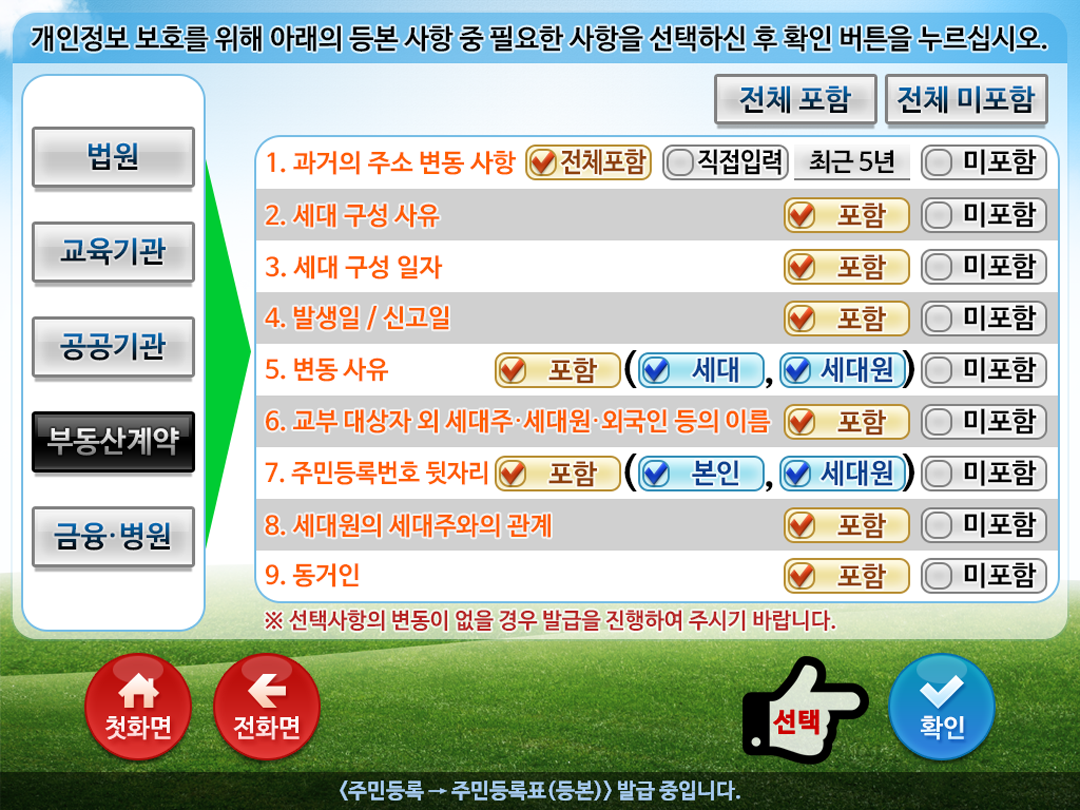 개인정보 보호를 위해 아래의 등본 사항 중 필요한 사항을 선택하신 후 확인 버튼을 누르십시오.
전체 포함 전체 미포함
법원
교육기관
공공기관
부동산계약
금융·병원
1. 과거의 주소 변동 사항 전체포함 직접입력 최근 5년 미포함
2. 세대 구성 사유 포함 미포함
3. 세대 구성 일자 포함 미포함
4. 발생일 / 신고일 포함 미포함
5. 변동 사유 포함 (세대, 세대원) 미포함
6. 교부 대상자 외 세대주·세대원·외국인 등의 이름 포함 미포함
7. 주민등록번호 뒷자리 포함 (본인, 세대원) 미포함
8. 세대원의 세대주와의 관계 포함 미포함
9. 동거인 포함 미포함
※ 선택사항의 변동이 없을 경우 발급을 진행하여 주시기 바랍니다.
첫화면 전화면 선택 확인
〈주민등록 → 주민등록표(등본)〉 발급 중입니다.